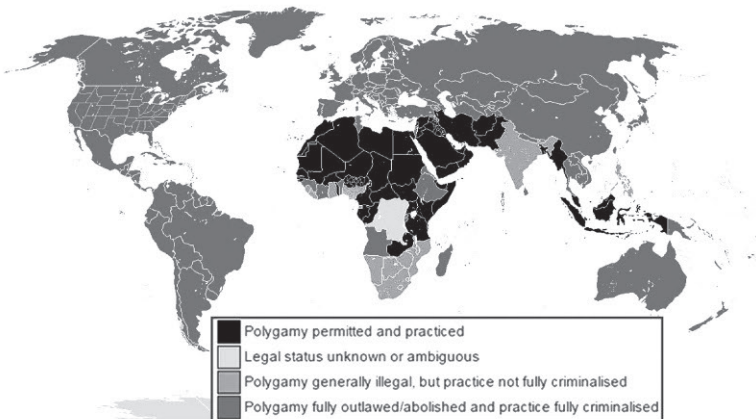 Polygamy permitted and practiced
Legal status unknown or ambiguous
Polygamy generally illegal, but practice not fully criminalised
Polygamy fully outlawed/abolished and practice fully criminalised